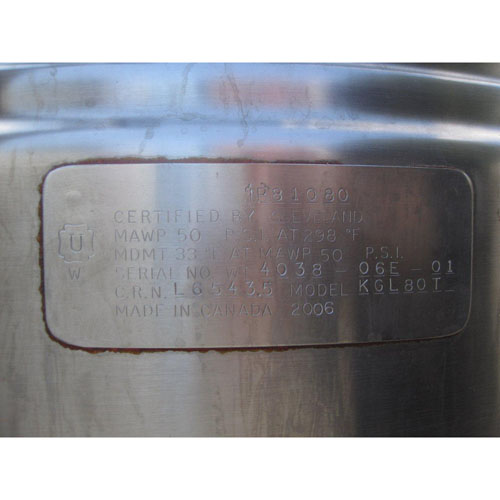 CERTIFIED BY CLEVELAND
U MAWP 50 P.S.I. AT 298 °F
MDMT 33 °F AT MAWP 50 P.S.I.
W SERIAL NO. 4038 - 06E - 01
C.R.N. L6543.5 MODEL KGL80T
MADE IN CANADA 2006